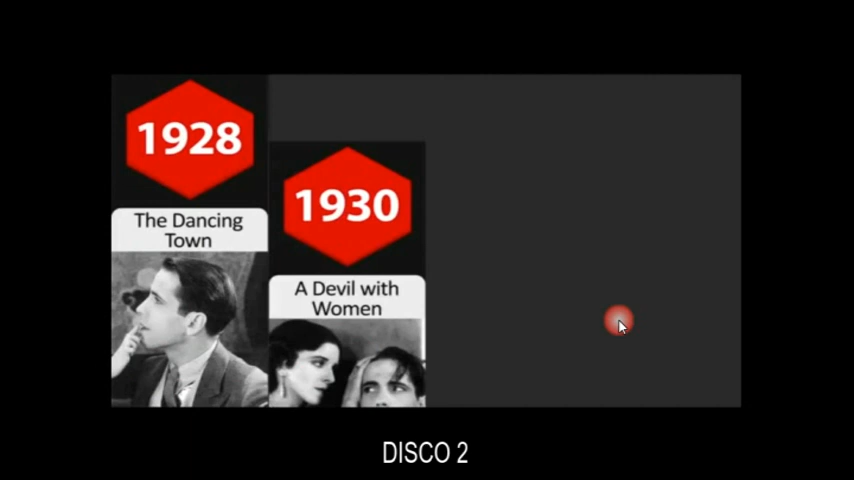 1928
The Dancing
Town
1930
A Devil with
Women
DISCO 2